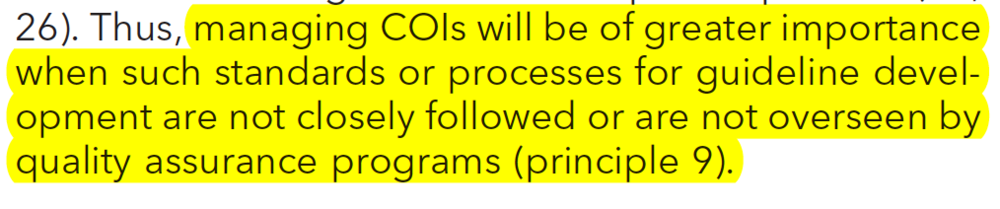 26). Thus, managing COIs will be of greater importance
when such standards or processes for guideline devel-
opment are not closely followed or are not overseen by
quality assurance programs (principle 9).